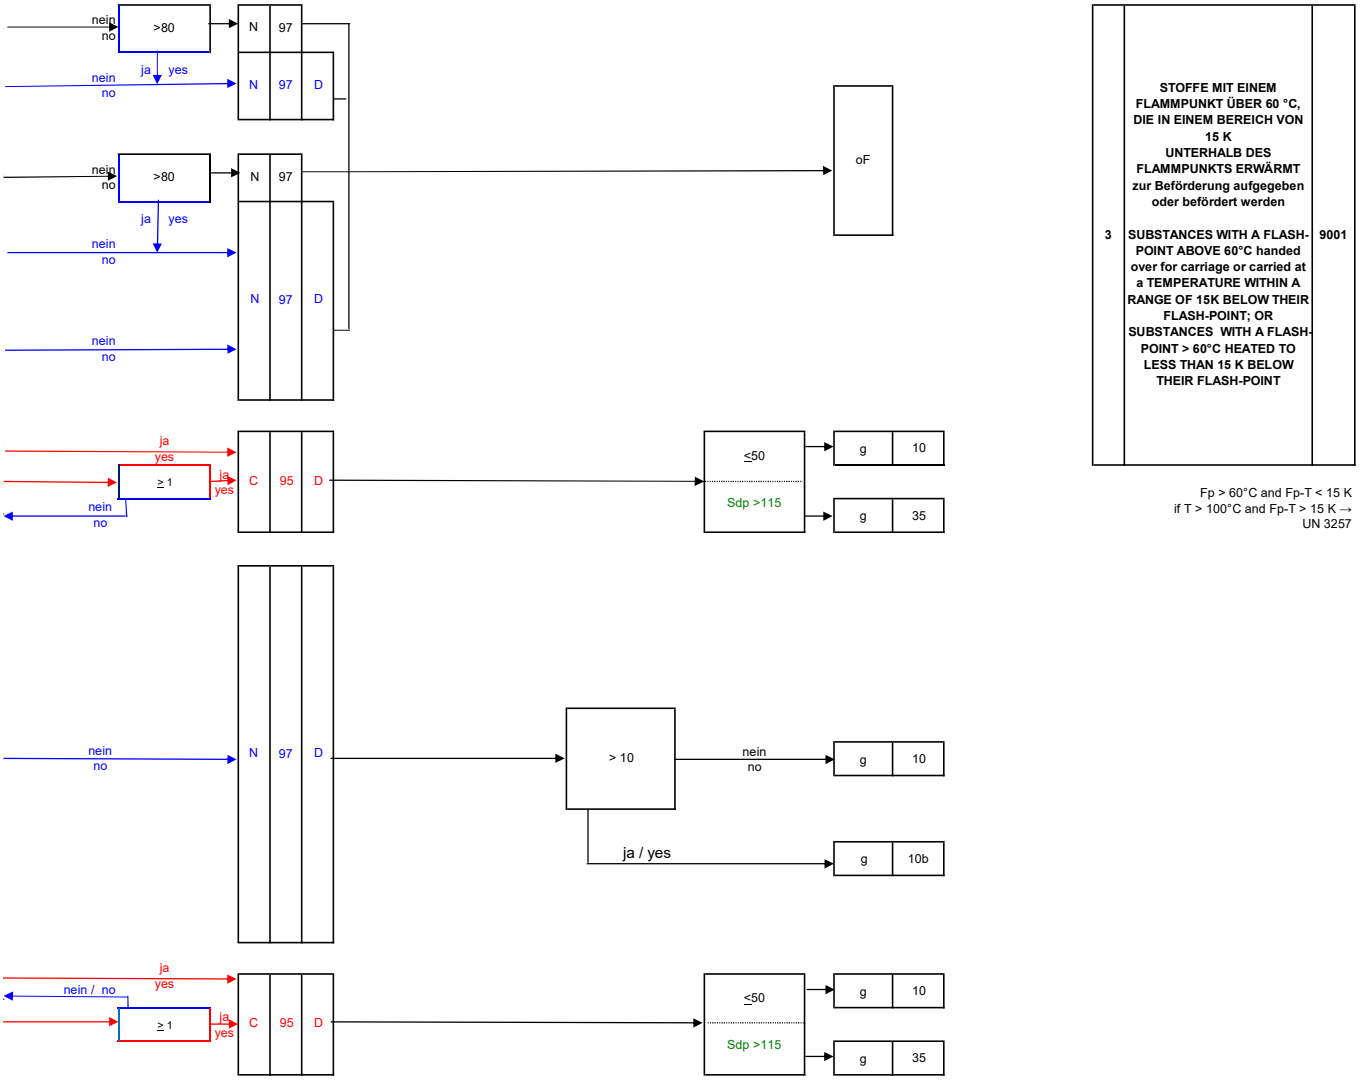 nein
no
>80
N 97
ja yes
nein
no
N 97 D
nein
no
>80
N 97
ja yes
nein
no
N 97 D
nein
no
oF
3
STOFFE MIT EINEM
FLAMMPUNKT ÜBER 60 °C,
DIE IN EINEM BEREICH VON
15 K
UNTERHALB DES
FLAMMPUNKTS ERWÄRMT
zur Beförderung aufgegeben
oder befördert werden
SUBSTANCES WITH A FLASH-
POINT ABOVE 60°C handed
over for carriage or carried at
a TEMPERATURE WITHIN A
RANGE OF 15K BELOW THEIR
FLASH-POINT; OR
SUBSTANCES WITH A FLASH-
POINT > 60°C HEATED TO
LESS THAN 15 K BELOW
THEIR FLASH-POINT
9001
Fp > 60°C and Fp-T < 15 K
if T > 100°C and Fp-T > 15 K →
UN 3257
ja
yes
≥ 1
ja
yes
nein
no
C 95 D
≤50
Sdp >115
g 10
g 35
nein
no
N 97 D
> 10
nein
no
g 10
ja / yes
g 10b
ja
yes
nein / no
≥ 1
ja
yes
C 95 D
≤50
Sdp >115
g 10
g 35